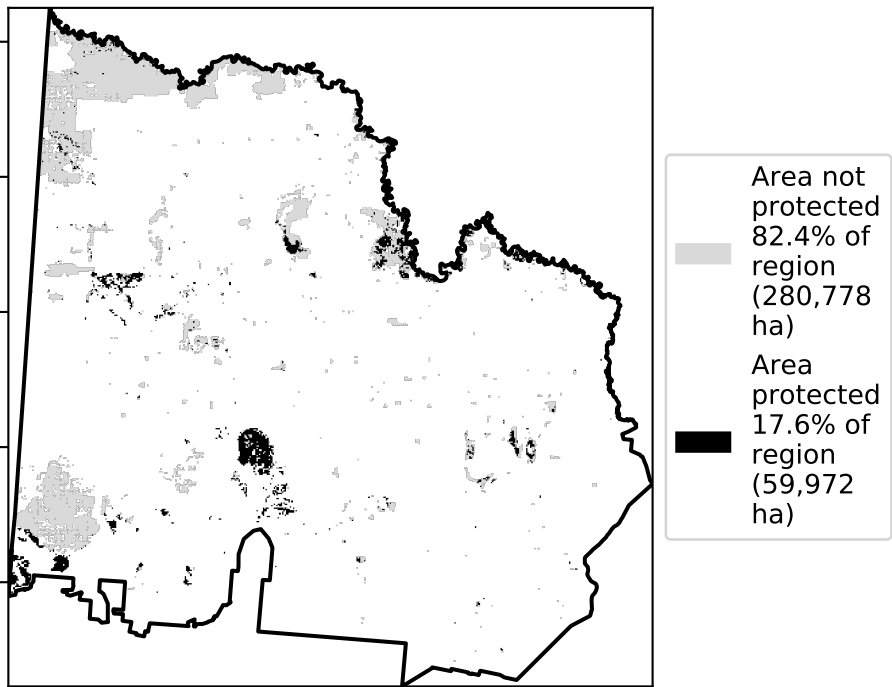 Area not
protected
82.4% of
region
(280,778
ha)
Area
protected
17.6% of
region
(59,972
ha)